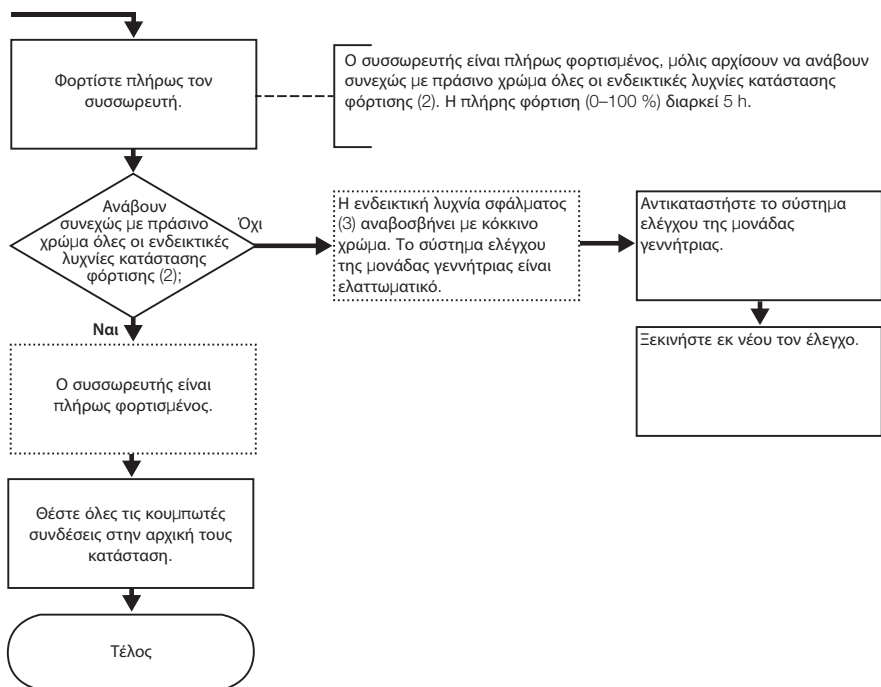 Φορτίστε πλήρως τον
συσσωρευτή.
Ο συσσωρευτής είναι πλήρως φορτισμένος, μόλις αρχίσουν να ανάβουν
συνεχώς με πράσινο χρώμα όλες οι ενδεικτικές λυχνίες κατάστασης
φόρτισης (2). Η πλήρης φόρτιση (0–100 %) διαρκεί 5 h.
Ανάβουν
συνεχώς με πράσινο
χρώμα όλες οι ενδεικτικές
λυχνίες κατάστασης
φόρτισης (2);
Όχι
Η ενδεικτική λυχνία σφάλματος
(3) αναβοσβήνει με κόκκινο
χρώμα. Το σύστημα ελέγχου
της μονάδας γεννήτριας είναι
ελαττωματικό.
Αντικαταστήστε το σύστημα
ελέγχου της μονάδας
γεννήτριας.
Ξεκινήστε εκ νέου τον έλεγχο.
Ναι
Ο συσσωρευτής είναι
πλήρως φορτισμένος.
Θέστε όλες τις κουμπωτές
συνδέσεις στην αρχική τους
κατάσταση.
Τέλος